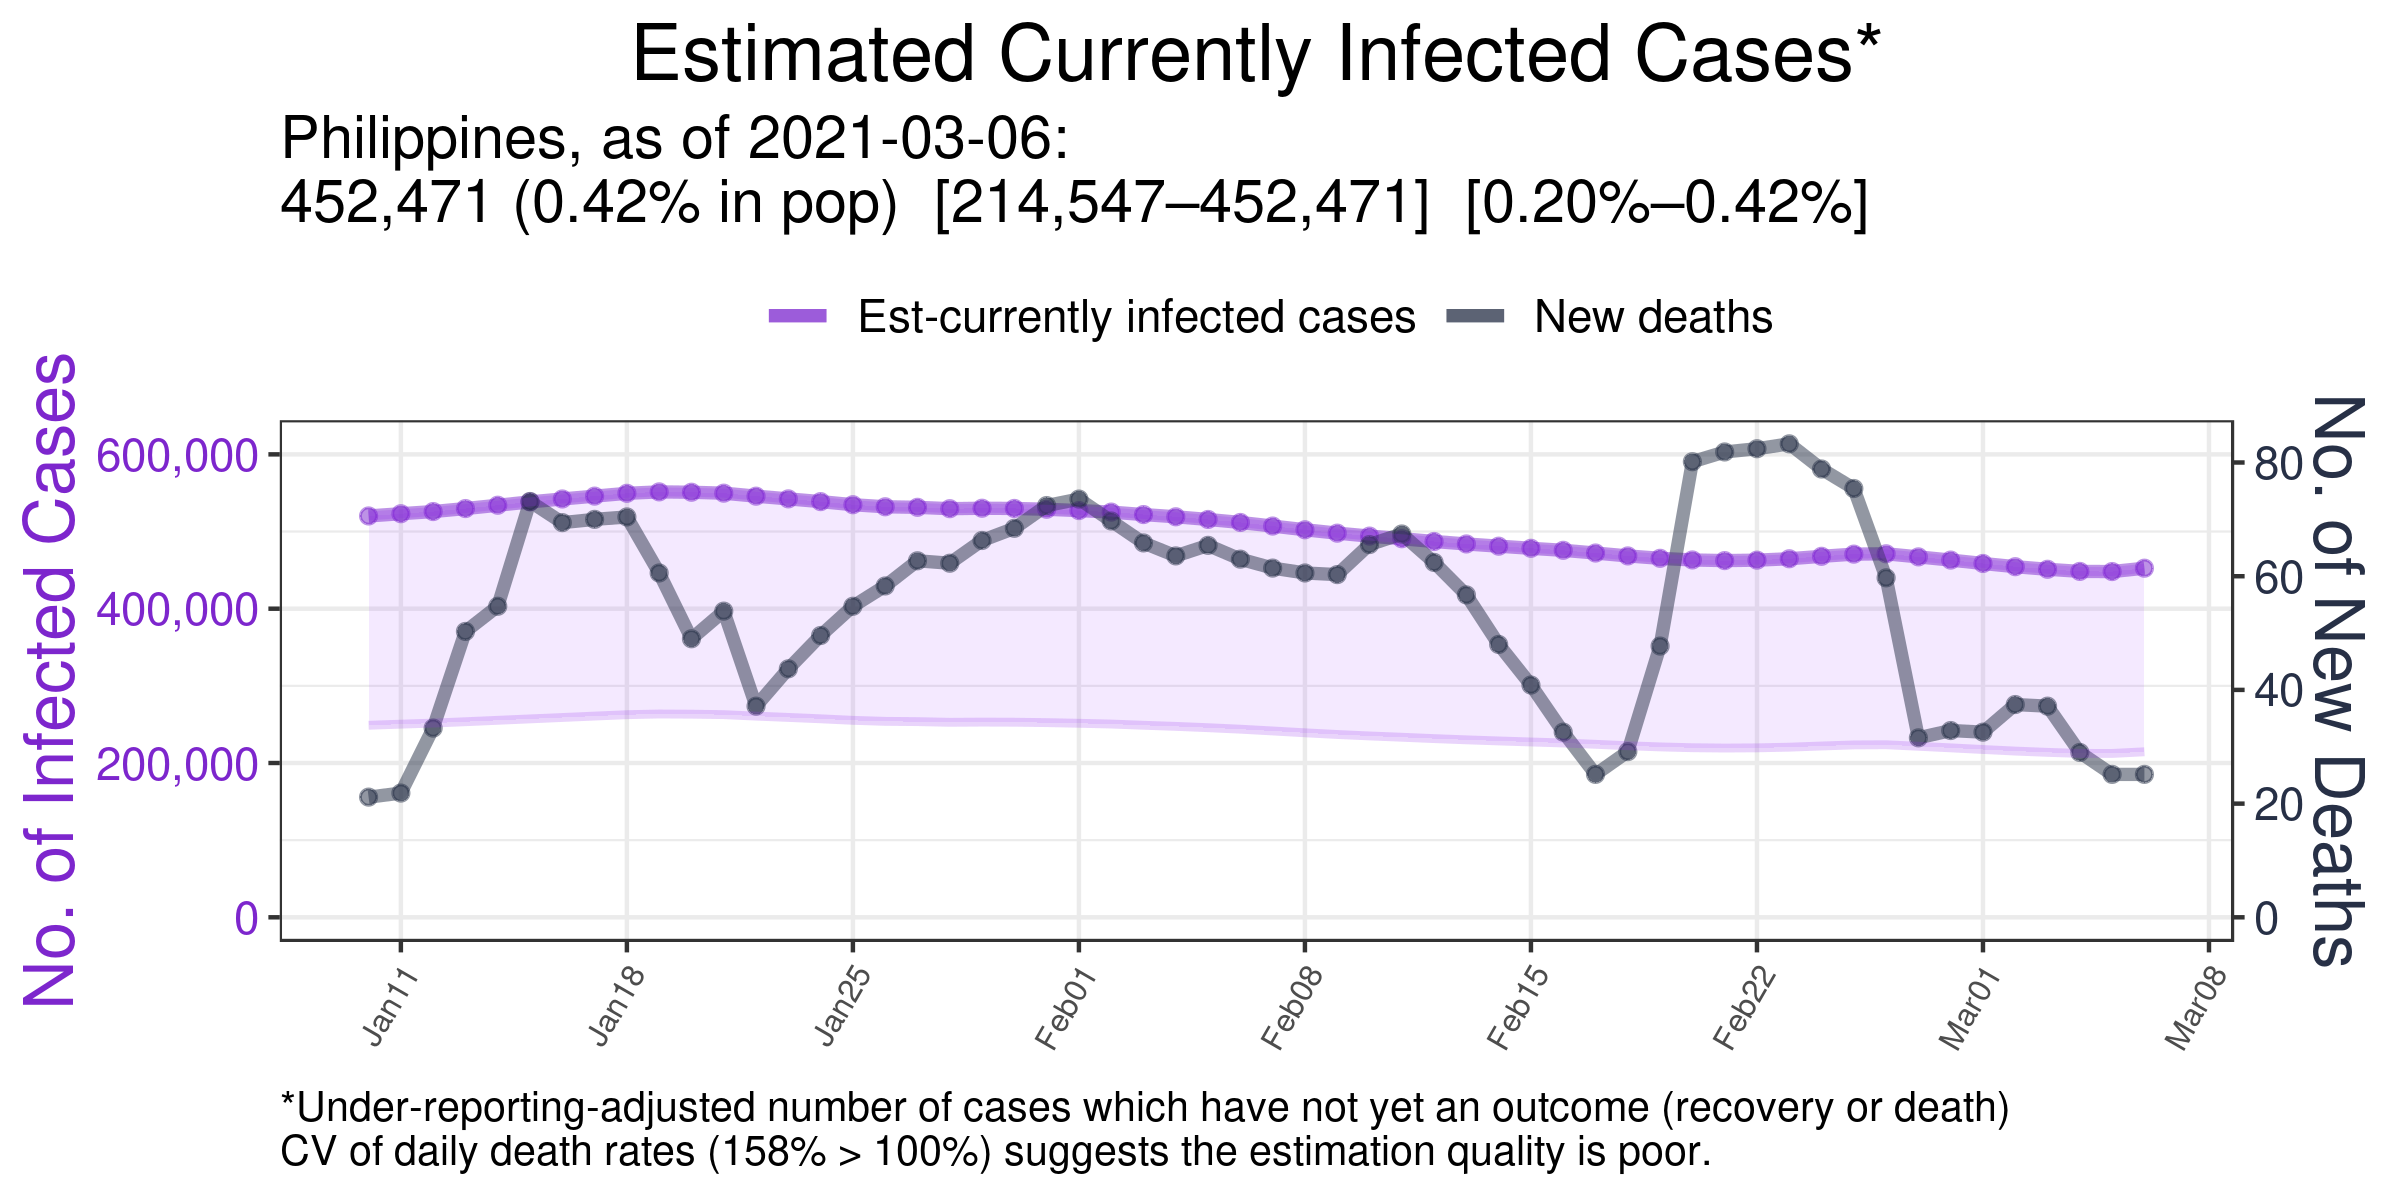 Estimated Currently Infected Cases*
Philippines, as of 2021-03-06:
452,471 (0.42% in pop) [214,547–452,471] [0.20%–0.42%]
Est-currently infected cases
New deaths
No. of Infected Cases
600,000
400,000
200,000
0
80
60
40
20
0
No. of New Deaths
Jan11
Jan18
Jan25
Feb01
Feb08
Feb15
Feb22
Mar01
Mar08
*Under-reporting-adjusted number of cases which have not yet an outcome (recovery or death)
CV of daily death rates (158% > 100%) suggests the estimation quality is poor.